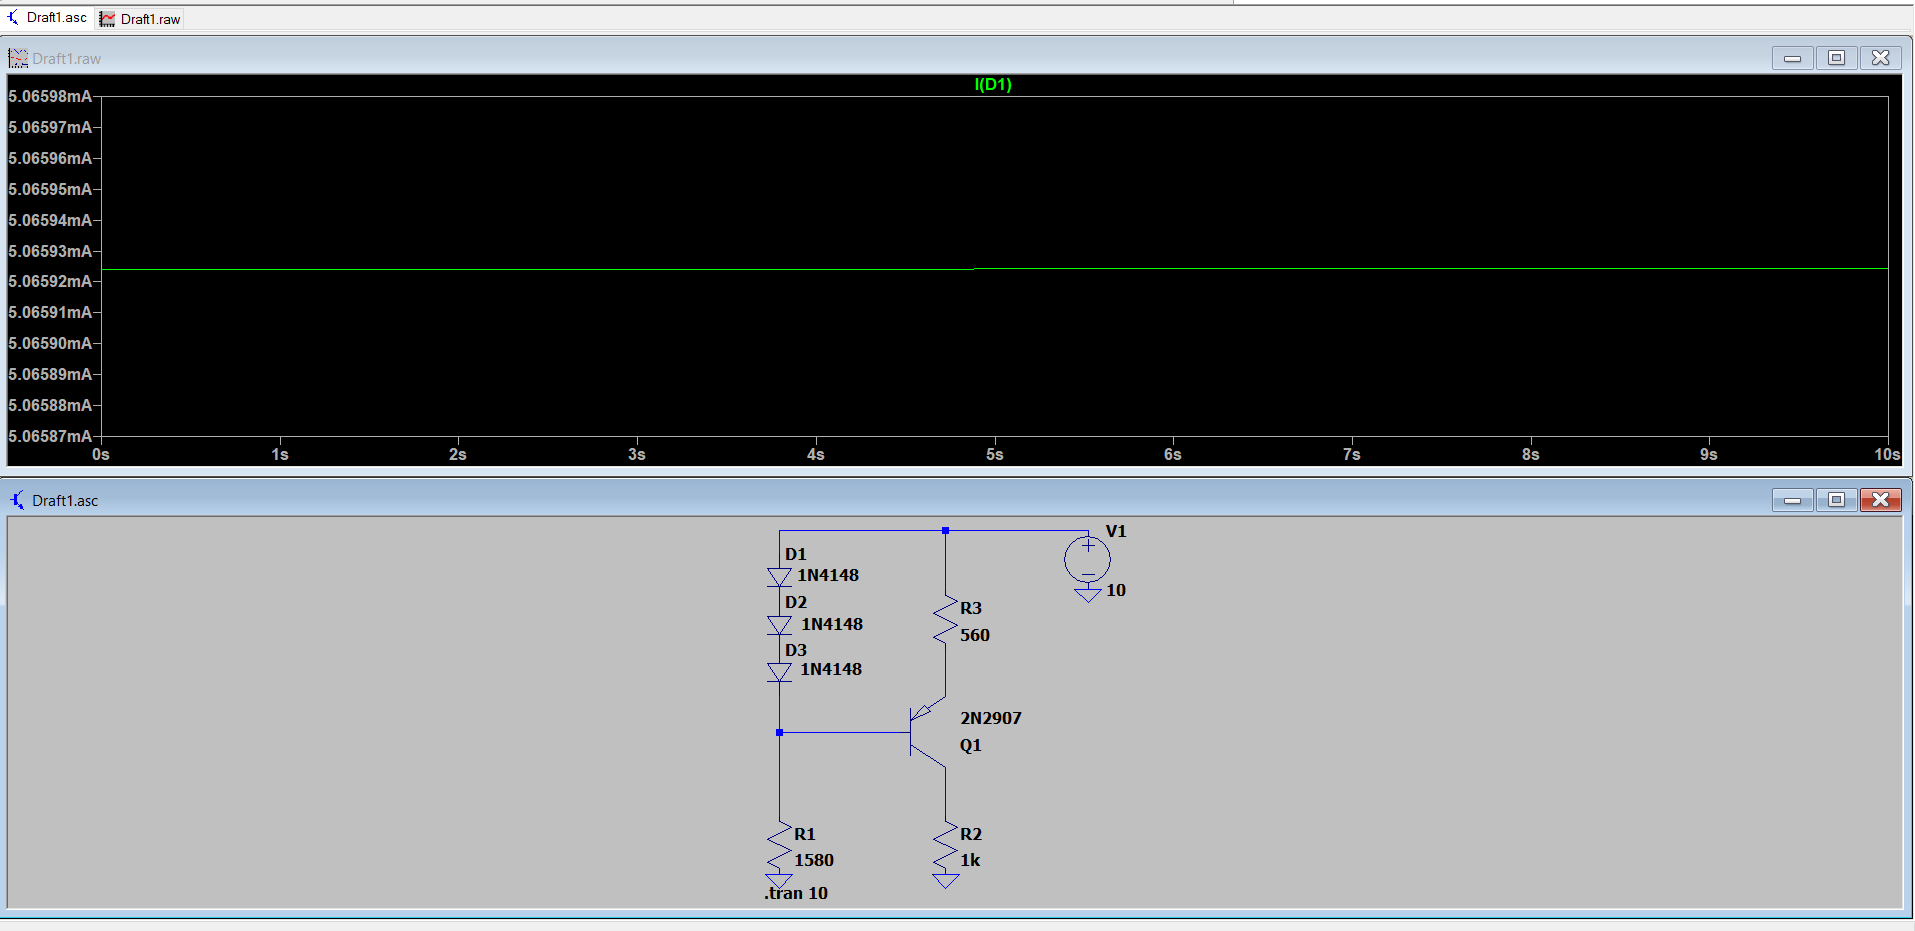 Draft1.asc Draft1.raw
Draft1.raw
I(D1)
5.06598mA
5.06597mA
5.06596mA
5.06595mA
5.06594mA
5.06593mA
5.06592mA
5.06591mA
5.06590mA
5.06589mA
5.06588mA
5.06587mA
0s 1s 2s 3s 4s 5s 6s 7s 8s 9s 10s
Draft1.asc
V1
D1
1N4148
10
D2
R3
1N4148
560
D3
1N4148
2N2907
Q1
R1 R2
1580 1k
.tran 10